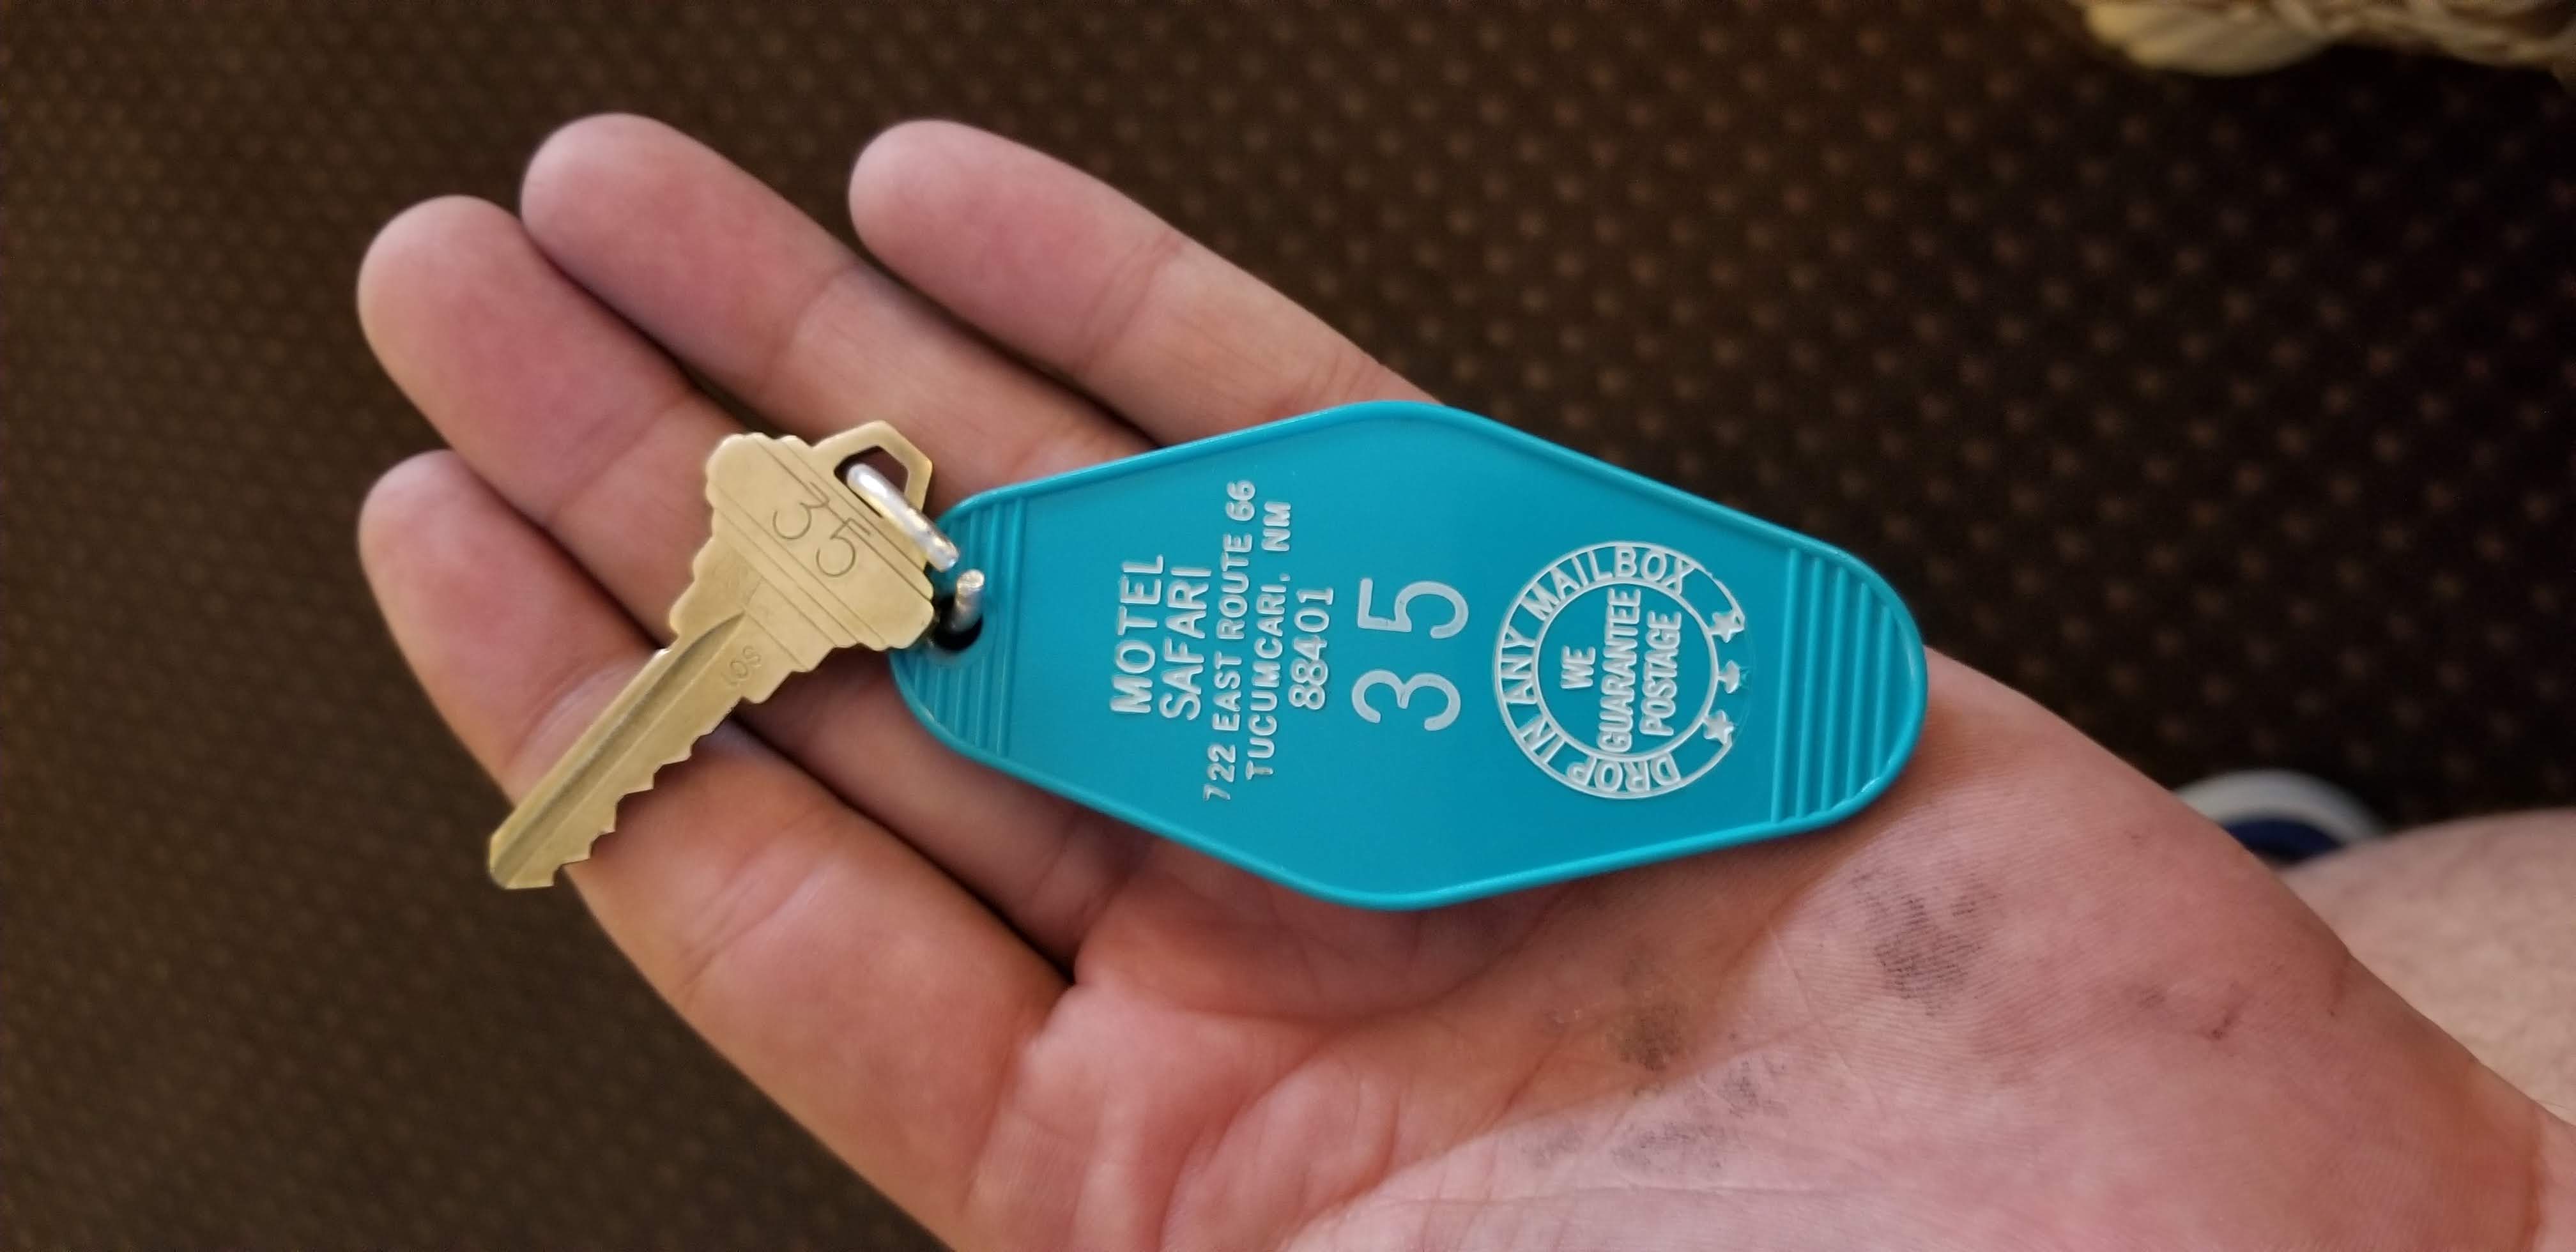 35
MOTEL
SAFARI
722 EAST ROUTE 66
TUCUMCARI, NM
88401
35
DROP IN ANY MAILBOX
WE
GUARANTEE
POSTAGE